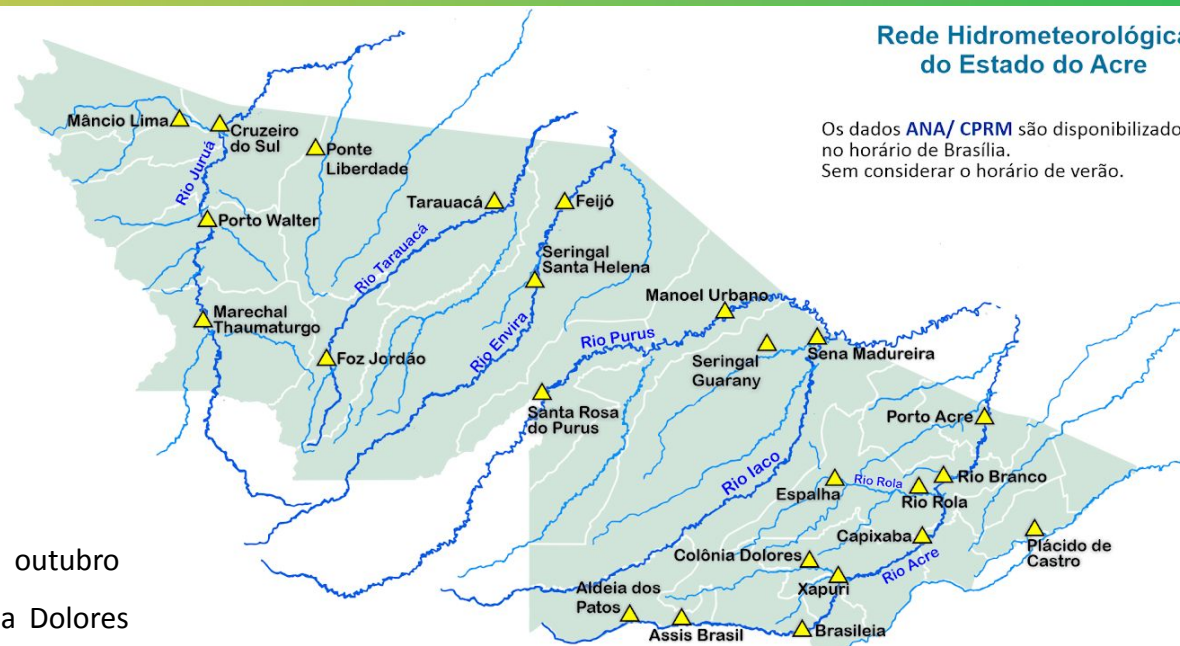 Rede Hidrometeorológica
do Estado do Acre
Os dados ANA/ CPRM são disponibilizado
no horário de Brasília.
Sem considerar o horário de verão.
Mâncio Lima
Cruzeiro
do Sul
Ponte
Liberdade
Rio Juruá
Porto Walter
Tarauacá
Feijó
Rio Tarauacá
Seringal
Santa Helena
Marechal
Thaumaturgo
Foz Jordão
Rio Envira
Manoel Urbano
Rio Purus
Seringal
Guarany
Sena Madureira
Santa Rosa
do Purus
Porto Acre
Rio Iaco
Espalha
Rio Rola
Rio Rola
Rio Branco
Capixaba
Plácido de
Castro
Colônia Dolores
Rio Acre
Xapuri
Aldeia dos
Patos
Assis Brasil
Brasileia
outubro
a Dolores